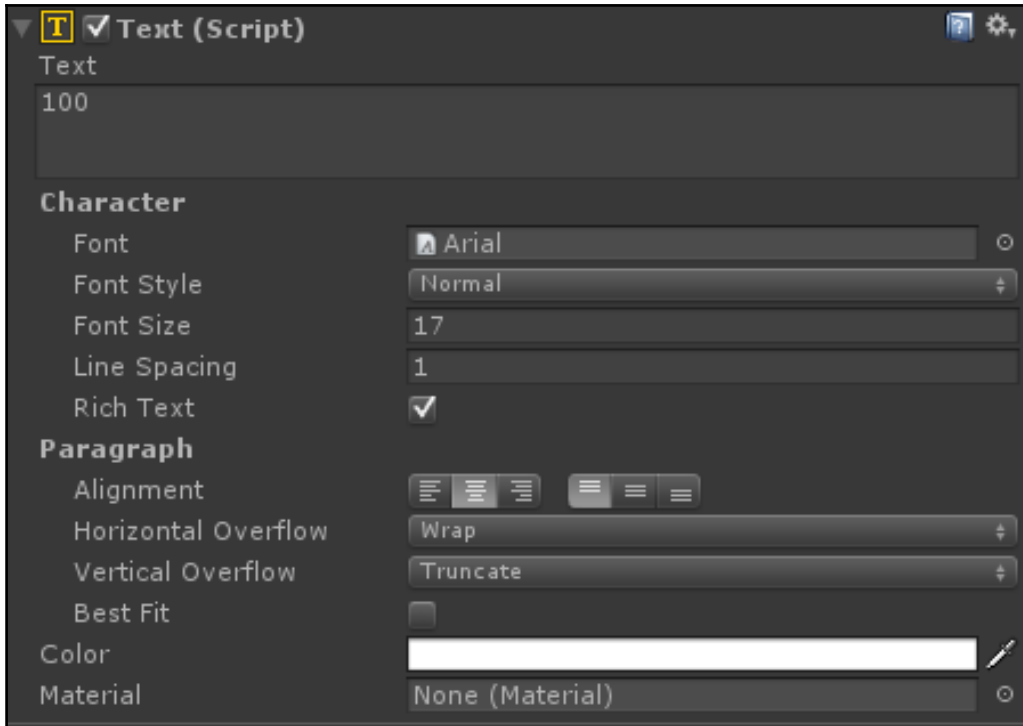 T Text (Script)
Text
100
Character
Font Arial
Font Style Normal
Font Size 17
Line Spacing 1
Rich Text
Paragraph
Alignment
Horizontal Overflow Wrap
Vertical Overflow Truncate
Best Fit
Color
Material None (Material)